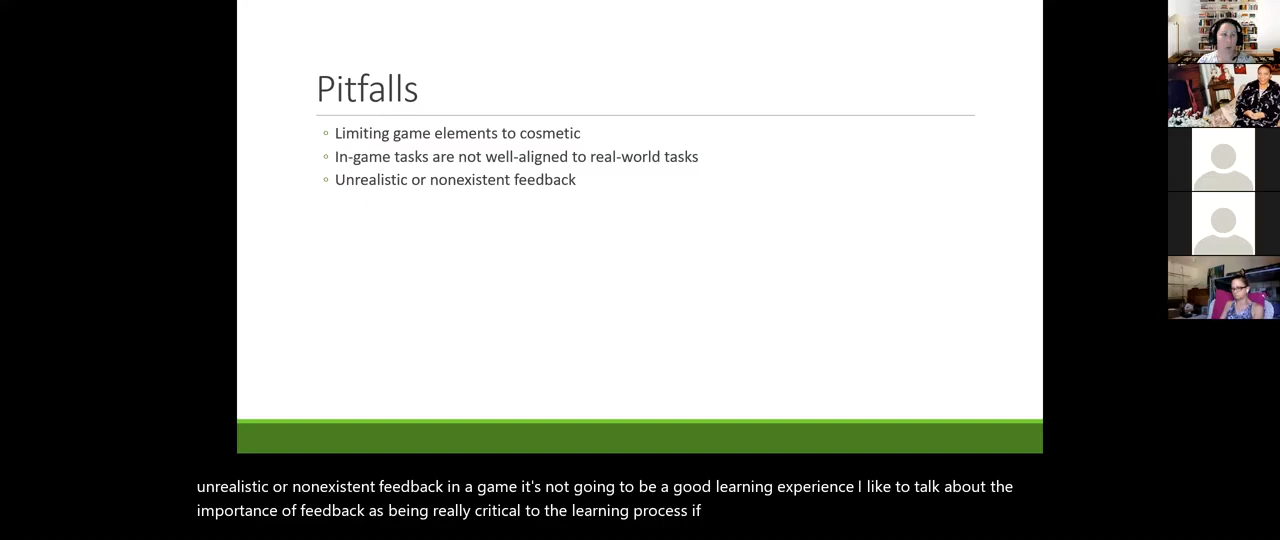 Pitfalls
Limiting game elements to cosmetic
In-game tasks are not well-aligned to real-world tasks
Unrealistic or nonexistent feedback
unrealistic or nonexistent feedback in a game it's not going to be a good learning experience I like to talk about the
importance of feedback as being really critical to the learning process if